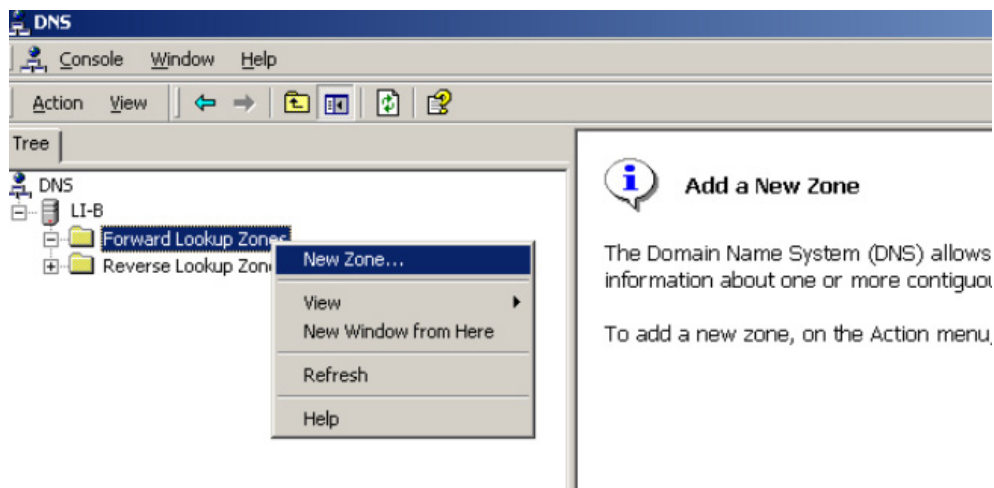 DNS
Console Window Help
Action View
Tree
DNS
LI-B
Forward Lookup Zones
Reverse Lookup Zon
New Zone...
View
New Window from Here
Refresh
Help
Add a New Zone
The Domain Name System (DNS) allows
information about one or more contiguou
To add a new zone, on the Action menu,